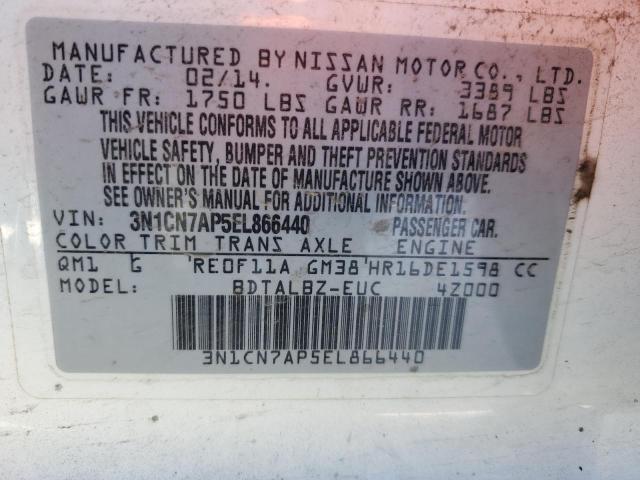 MANUFACTURED BY NISSAN MOTOR CO., LTD.
DATE: 02/14. GVWR: 3389 LBS
GAWR FR: 1750 LBS GAWR RR: 1687 LBS
THIS VEHICLE CONFORMS TO ALL APPLICABLE FEDERAL MOTOR
VEHICLE SAFETY, BUMPER AND THEFT PREVENTION STANDARDS
IN EFFECT ON THE DATE OF MANUFACTURE SHOWN ABOVE.
SEE OWNER'S MANUAL FOR ADDITIONAL INFORMATION.
VIN: 3N1CN7AP5EL866440 PASSENGER CAR.
COLOR TRIM TRANS AXLE ENGINE
QM1 G RE0F11A GM38 HR16DE1598 CC
MODEL: BDTALBZ-EUC 4Z000
3N1CN7AP5EL866440